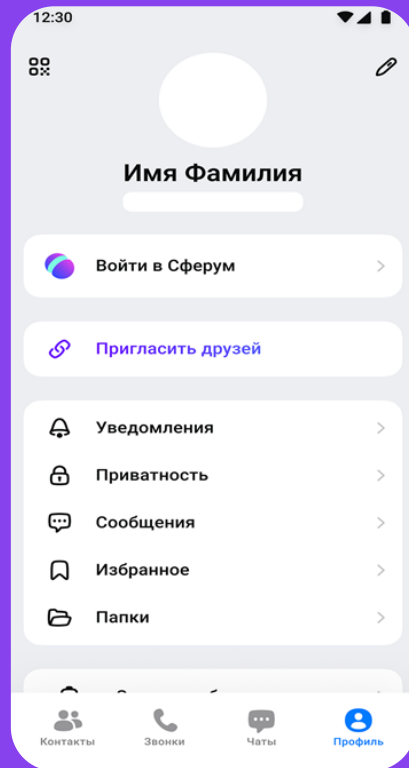 12:30
Имя Фамилия
Войти в Сферум
Пригласить друзей
Уведомления
Приватность
Сообщения
Избранное
Папки
Контакты
Звонки
Чаты
Профиль